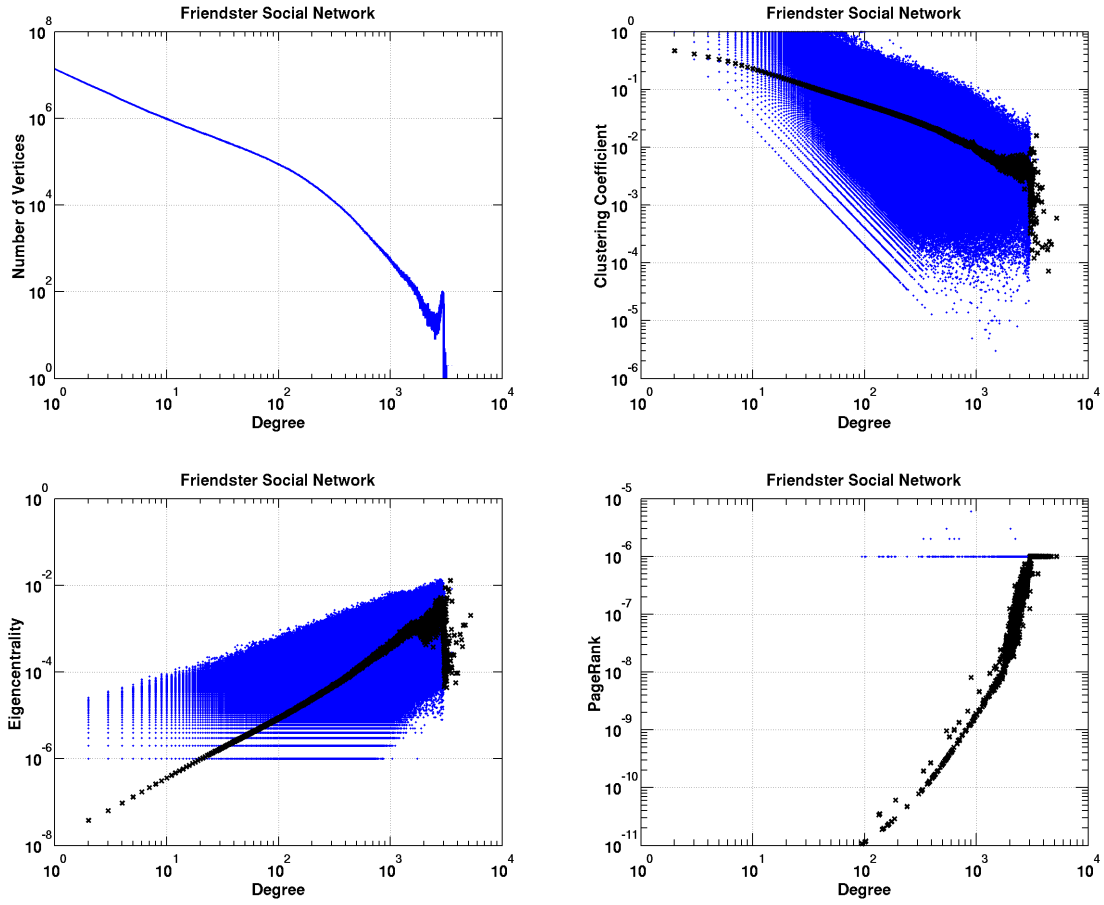 Friendster Social Network
Number of Vertices
10^8
10^6
10^4
10^2
10^0
10^0 10^1 10^2 10^3 10^4
Degree
Friendster Social Network
Clustering Coefficient
10^0
10^-1
10^-2
10^-3
10^-4
10^-5
10^-6
10^0 10^1 10^2 10^3 10^4
Degree
Friendster Social Network
Eigencentrality
10^0
10^-2
10^-4
10^-6
10^-8
10^0 10^1 10^2 10^3 10^4
Degree
Friendster Social Network
PageRank
10^-5
10^-6
10^-7
10^-8
10^-9
10^-10
10^-11
10^0 10^1 10^2 10^3 10^4
Degree